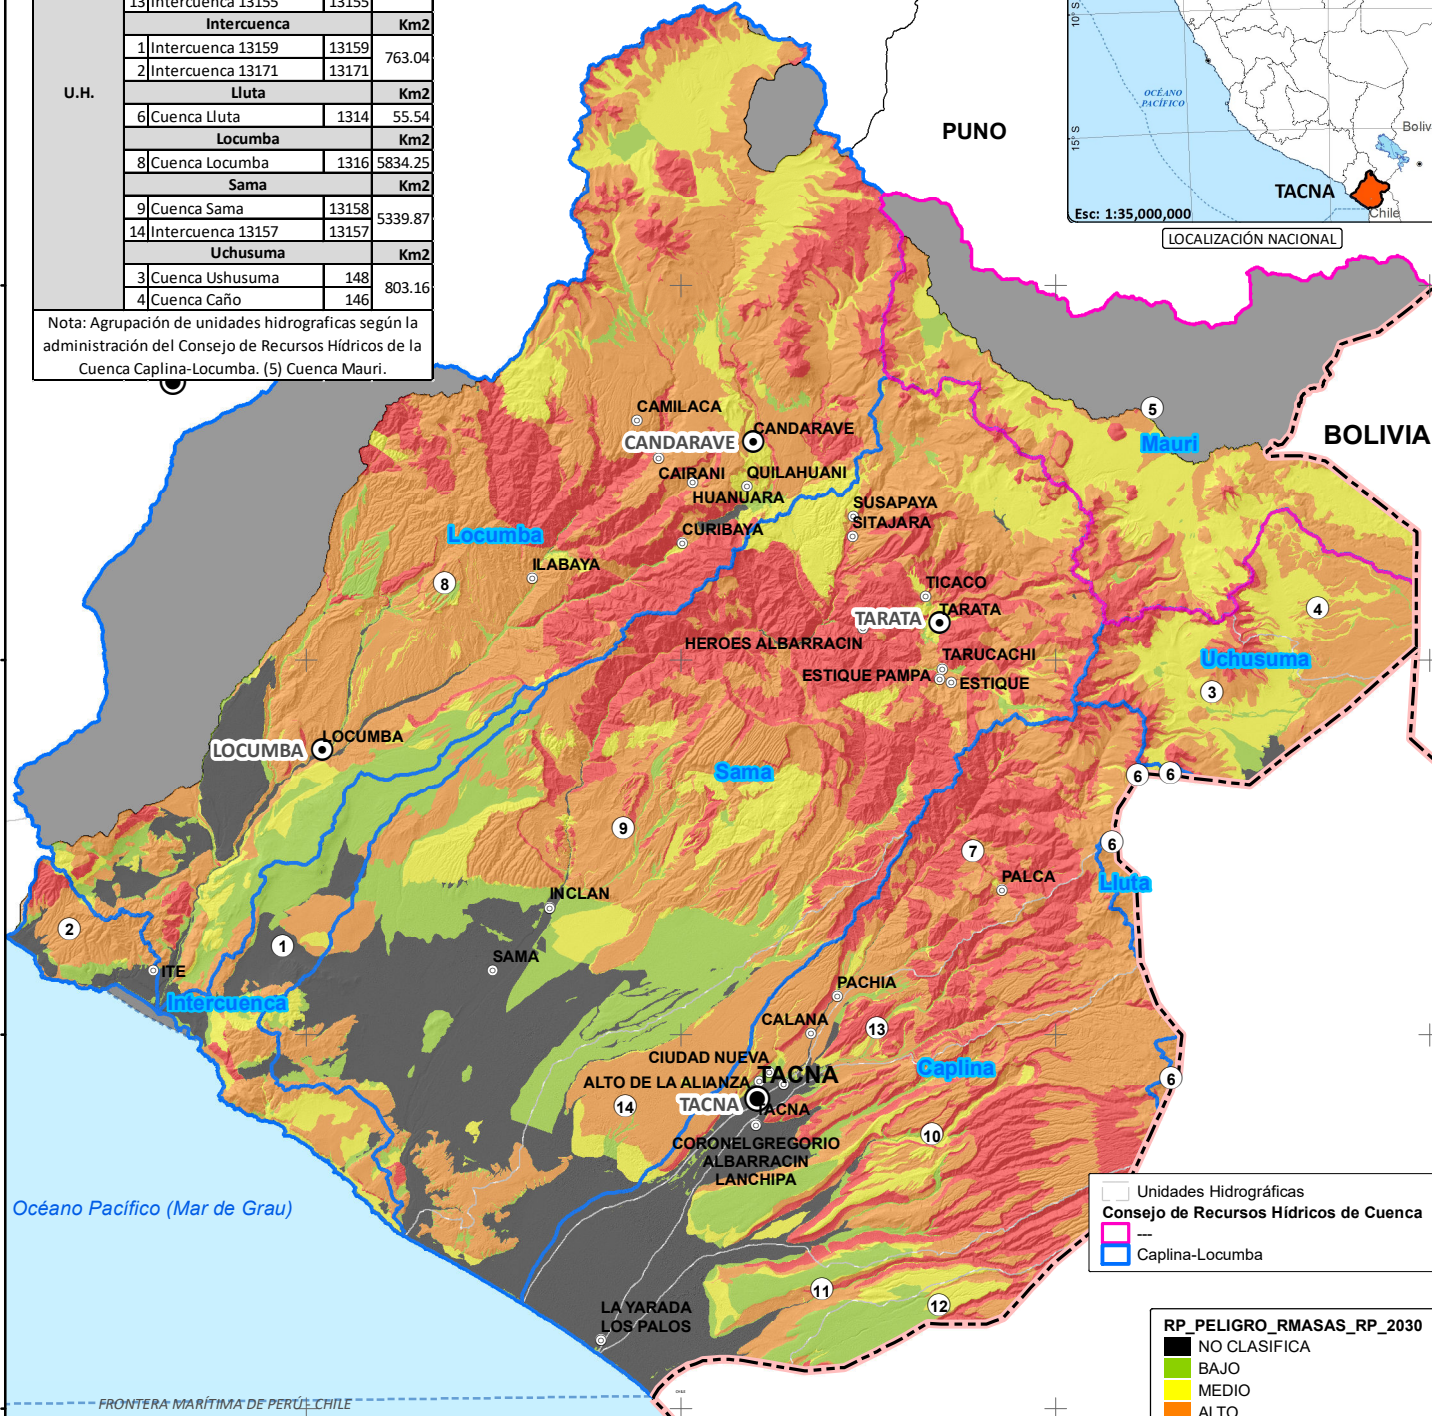 13 Intercuenca 13155 13155
Intercuenca Km2
1 Intercuenca 13159 13159 763.04
2 Intercuenca 13171 13171
U.H.
Lluta Km2
6 Cuenca Lluta 1314 55.54
Locumba Km2
8 Cuenca Locumba 1316 5834.25
Sama Km2
9 Cuenca Sama 13158 5339.87
14 Intercuenca 13157 13157
Uchusuma Km2
3 Cuenca Ushusuma 148 803.16
4 Cuenca Caño 146
Nota: Agrupación de unidades hidrograficas según la
administración del Consejo de Recursos Hídricos de la
Cuenca Caplina-Locumba. (5) Cuenca Mauri.
10° S
15° S
OCÉANO
PACÍFICO
Boliv
TACNA
Chile
Esc: 1:35,000,000
LOCALIZACIÓN NACIONAL
PUNO
BOLIVIA
5
Mauri
CAMILACA
CANDARAVE
CANDARAVE
CAIRANI
QUILAHUANI
HUANUARA
SUSAPAYA
SITAJARA
CURIBAYA
Locumba
ILABAYA
8
TICACO
TARATA
TARATA
HEROES ALBARRACIN
TARUCACHI
ESTIQUE PAMPA
ESTIQUE
4
Uchusuma
3
LOCUMBA
LOCUMBA
Sama
6
6
9
7
6
PALCA
Lluta
INCLAN
2
1
SAMA
ITE
Intercuenca
PACHIA
CALANA
13
CIUDAD NUEVA
Caplina
ALTO DE LA ALIANZA
TACNA
6
14
TACNA
TACNA
10
CORONELGREGORIO
ALBARRACIN
LANCHIPA
Océano Pacífico (Mar de Grau)
11
12
LA YARADA
LOS PALOS
FRONTERA MARÍTIMA DE PERÚ - CHILE
Unidades Hidrográficas
Consejo de Recursos Hídricos de Cuenca
---
Caplina-Locumba
RP_PELIGRO_RMASAS_RP_2030
NO CLASIFICA
BAJO
MEDIO
ALTO